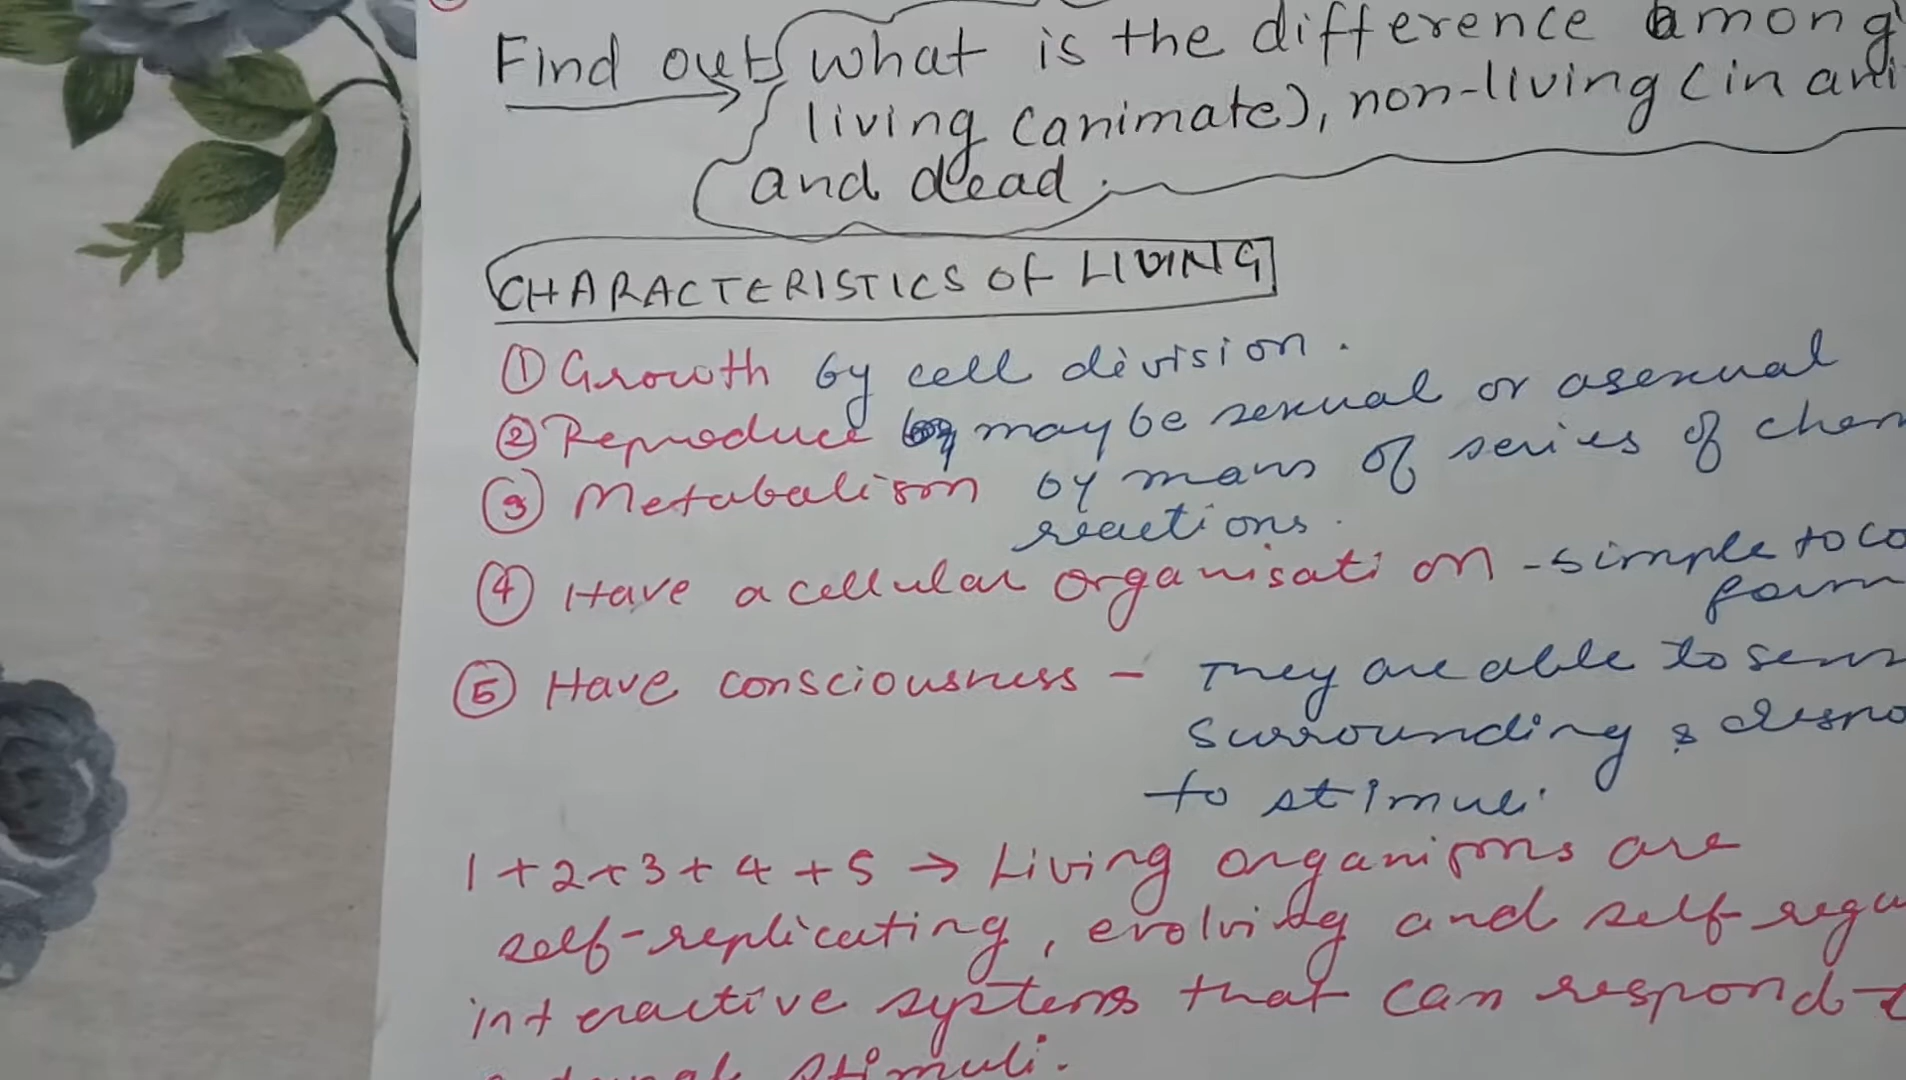 Find out what is the difference among
living (animate), non-living (in ani
and dead.
CHARACTERISTICS OF LIVING
① Growth by cell division.
② Reproduce may be sexual or asexual
③ Metabalism by mans of series of chem
reactions.
④ Have a cellular organisation - simple to co
form
⑤ Have consciousness - They are able to sens
surrounding & respo
to stimuli.
1 + 2 + 3 + 4 + 5 → Living organisms are
self-replicating, evolving and self regu
interactive systems that can respond t
stimuli.